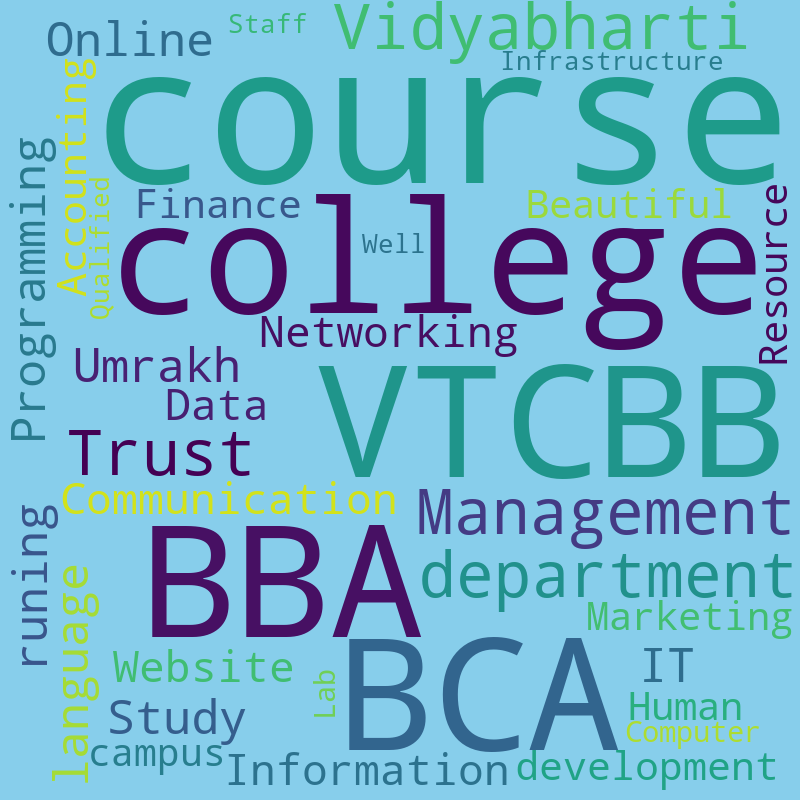 Staff
Vidyabharti
Online
Infrastructure
course
Accounting
Programming
Qualified
Finance
Beautiful
Resource
Well
college
Networking
Umrakh
Data
VTCBB
Trust
Communication
Management
runing
BBA
department
language
Marketing
Website
BCA
IT
Lab
Human
Study
Computer
campus
Information
development